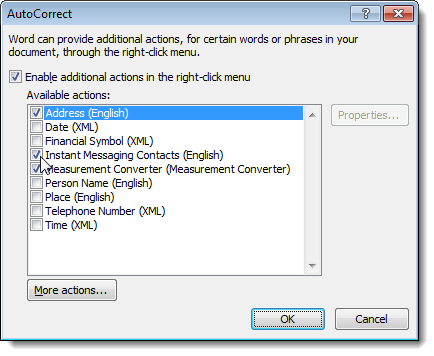 AutoCorrect
Word can provide additional actions, for certain words or phrases in your
document, through the right-click menu.
Enable additional actions in the right-click menu
Available actions:
Address (English)
Properties...
Date (XML)
Financial Symbol (XML)
Instant Messaging Contacts (English)
Measurement Converter (Measurement Converter)
Person Name (English)
Place (English)
Telephone Number (XML)
Time (XML)
More actions...
OK
Cancel